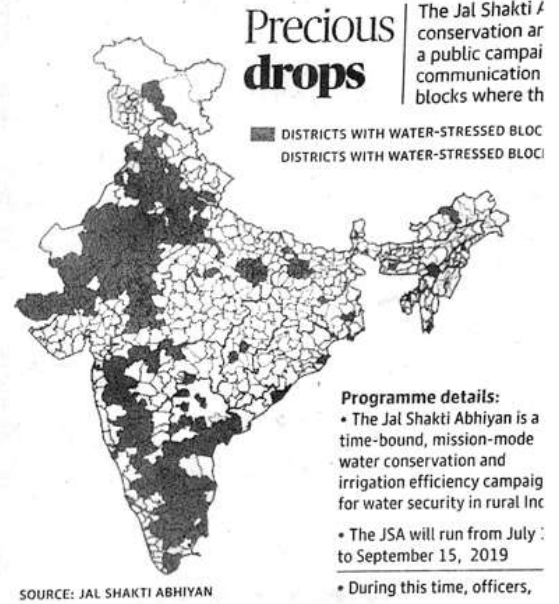 Precious
drops
The Jal Shakti
conservation
a public
communication
blocks where
DISTRICTS WITH WATER-STRESSED
DISTRICTS WITH WATER-STRESSED
Programme details:
• The Jal Shakti Abhiyan is a
time-bound, mission-mode
water conservation and
irrigation efficiency
for water security in rural
• The JSA will run from July
to September 15, 2019
• During this time, officers,
SOURCE: JAL SHAKTI ABHIYAN